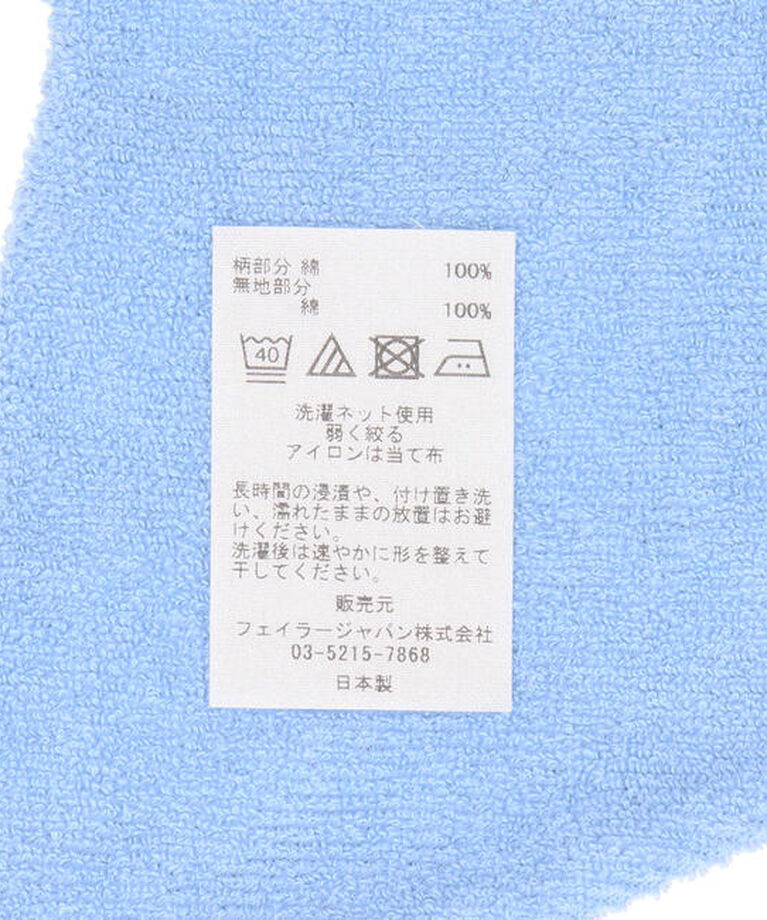 柄部分 綿 100%
無地部分
綿 100%
40
洗濯ネット使用
弱く絞る
アイロンは当て布
長時間の浸漬や、付け置き洗
い、濡れたままの放置はお避
けください。
洗濯後は速やかに形を整えて
干してください。
販売元
フェイラージャパン株式会社
03-5215-7868
日本製